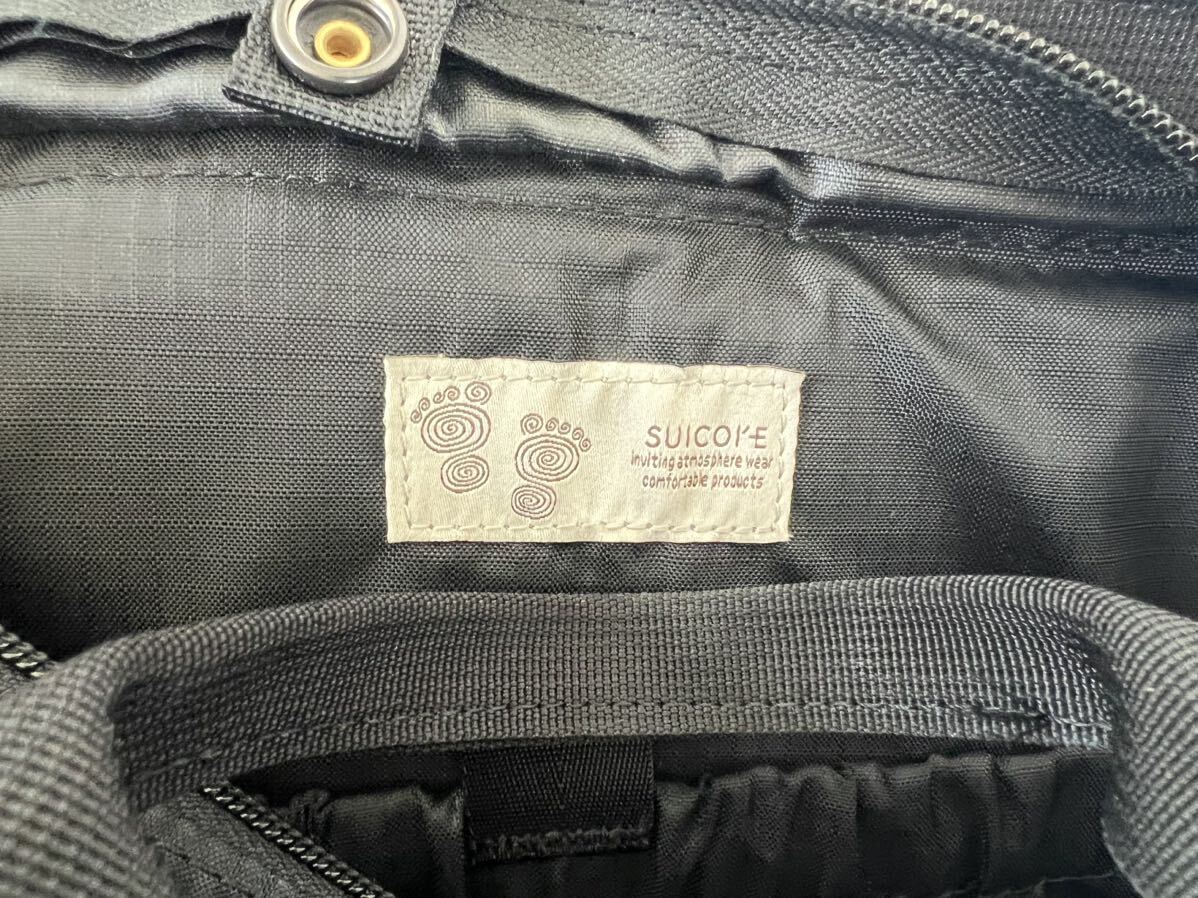 SUICOKE
Inviting atmosphere wear
comfortable products